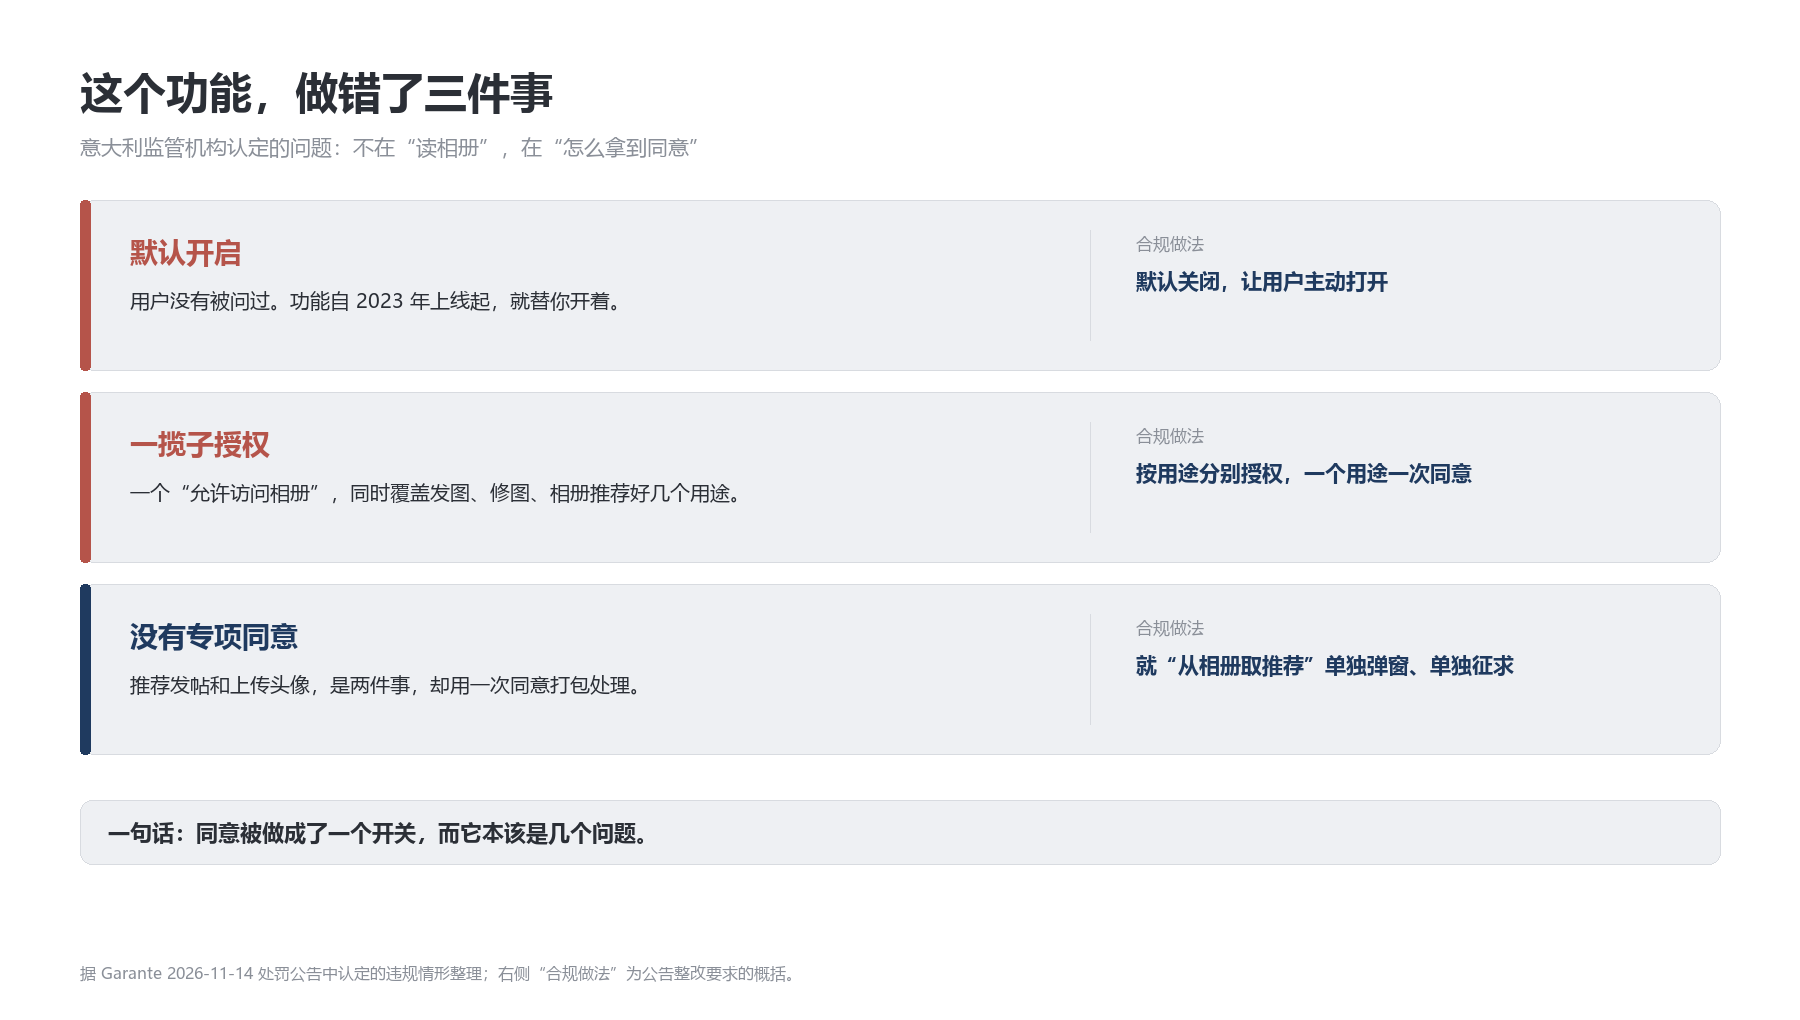 这个功能，做错了三件事
意大利监管机构认定的问题：不在“读相册”，在“怎么拿到同意”
默认开启
用户没有被问过。功能自 2023 年上线起，就替你开着。
合规做法
默认关闭，让用户主动打开
一揽子授权
一个“允许访问相册”，同时覆盖发图、修图、相册推荐好几个用途。
合规做法
按用途分别授权，一个用途一次同意
没有专项同意
推荐发帖和上传头像，是两件事，却用一次同意打包处理。
合规做法
就“从相册取推荐”单独弹窗、单独征求
一句话：同意被做成了一个开关，而它本该是几个问题。
据 Garante 2026-11-14 处罚公告中认定的违规情形整理；右侧“合规做法”为公告整改要求的概括。